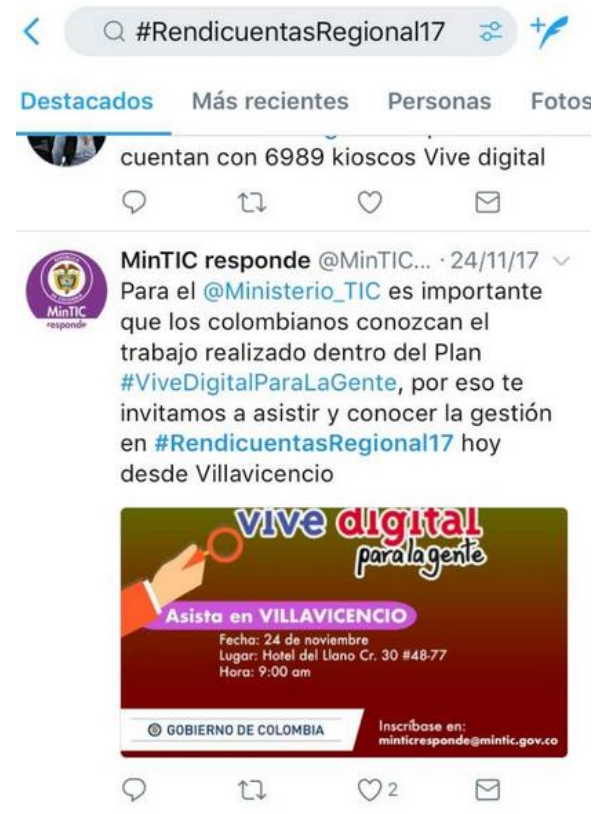 #RendicuentasRegional17
Destacados Más recientes Personas Fotos
cuentan con 6989 kioscos Vive digital
MinTIC responde @MinTIC... · 24/11/17
MinTIC
responde
Para el @Ministerio_TIC es importante
que los colombianos conozcan el
trabajo realizado dentro del Plan
#ViveDigitalParaLaGente, por eso te
invitamos a asistir y conocer la gestión
en #RendicuentasRegional17 hoy
desde Villavicencio
vive digital
para la gente
Asista en VILLAVICENCIO
Fecha: 24 de noviembre
Lugar: Hotel del Llano Cr. 30 #48-77
Hora: 9:00 am
GOBIERNO DE COLOMBIA
Inscríbase en:
minticresponde@mintic.gov.co
2